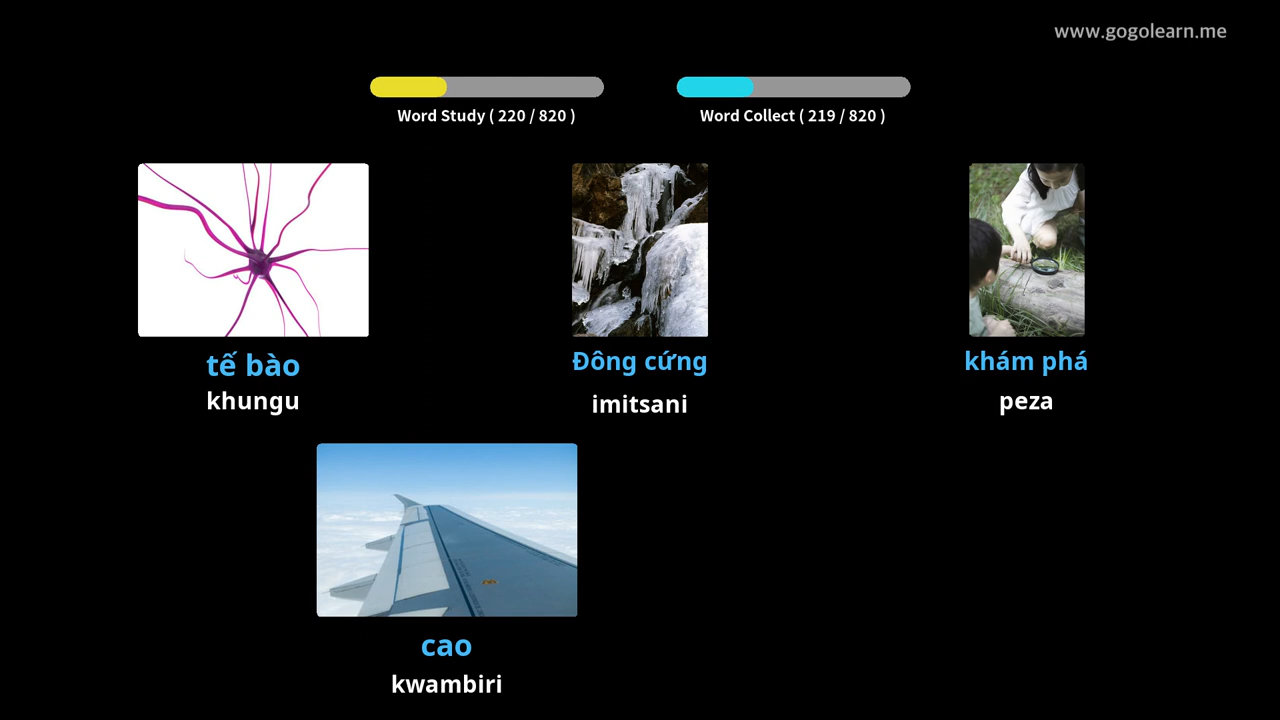 www.gogolearn.me
Word Study ( 220 / 820 )
Word Collect ( 219 / 820 )
tế bào
khungu
Đông cứng
imitsani
khám phá
peza
cao
kwambiri